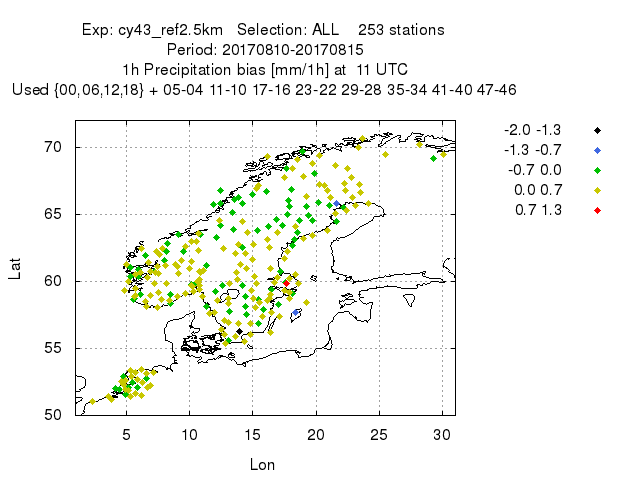 Exp: cy43_ref2.5km   Selection: ALL    253 stations
Period: 20170810-20170815
1h Precipitation bias [mm/1h] at  11 UTC
Used {00,06,12,18} + 05-04 11-10 17-16 23-22 29-28 35-34 41-40 47-46
-2.0 -1.3
-1.3 -0.7
-0.7 0.0
0.0 0.7
0.7 1.3
70
65
60
55
50
Lat
5 10 15 20 25 30
Lon